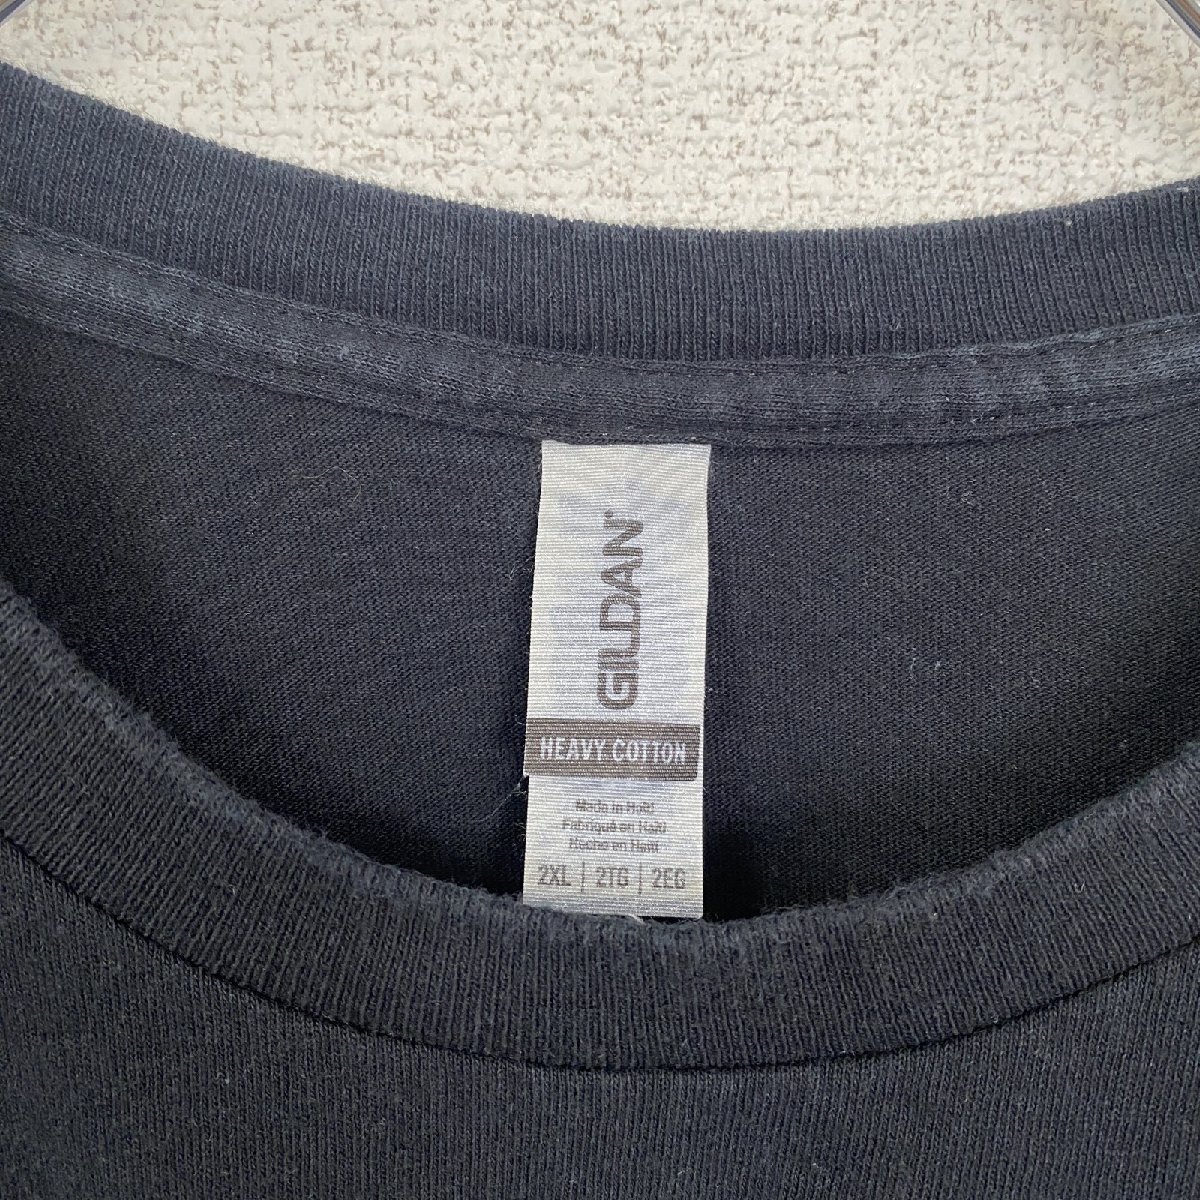 GILDAN®
HEAVY COTTON
Made in Haiti
Fabriqué en Haïti
Hecho en Haití
2XL | 2TG | 2EG